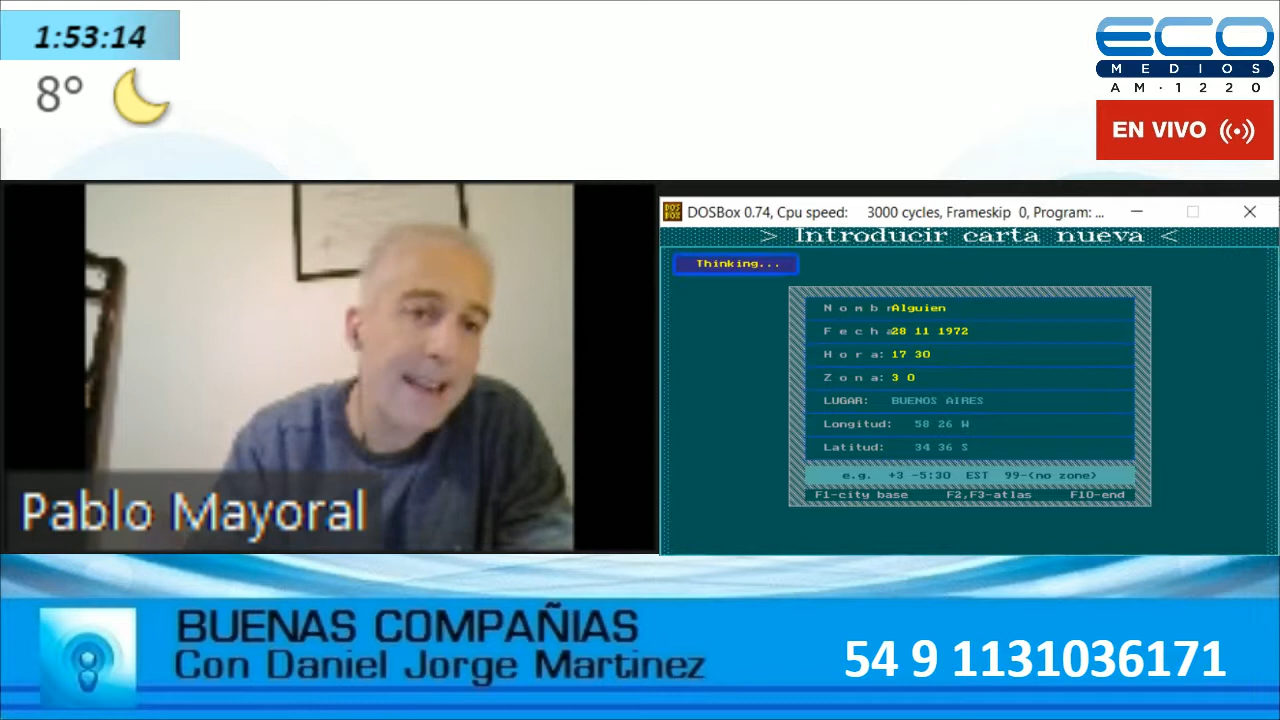 1:53:14
8°
ECO
MEDIOS
AM·1220
EN VIVO
DOSBox 0.74, Cpu speed: 3000 cycles, Frameskip 0, Program: ...
> Introducir carta nueva <
Thinking...
NombrAlguien
Fecha28 11 1972
Hora: 17 30
Zona: 3 0
LUGAR: BUENOS AIRES
Longitud: 58 26 W
Latitud: 34 36 S
e.g. +3 -5:30 EST 99-(no zone)
F1-city base F2,F3-atlas F10-end
Pablo Mayoral
BUENAS COMPAÑIAS
Con Daniel Jorge Martinez
54 9 1131036171